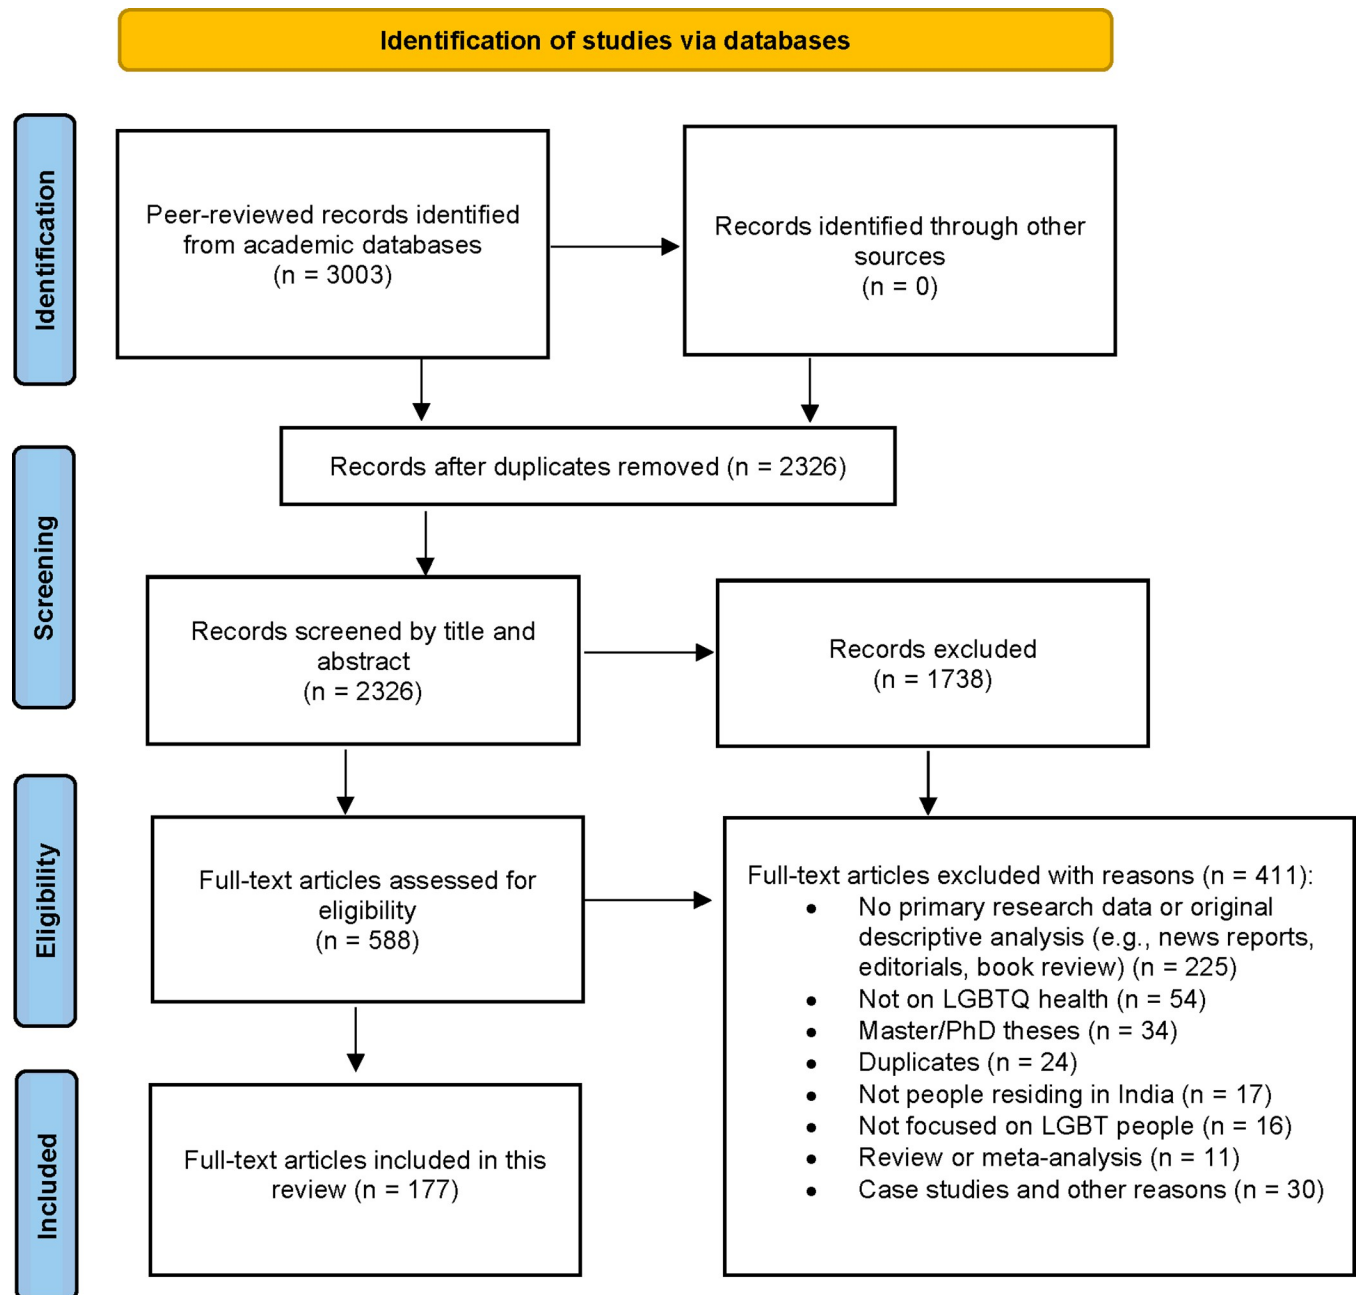 Identification of studies via databases
Identification
Peer-reviewed records identified
from academic databases
(n = 3003)
Records identified through other
sources
(n = 0)
Records after duplicates removed (n = 2326)
Screening
Records screened by title and
abstract
(n = 2326)
Records excluded
(n = 1738)
Eligibility
Full-text articles assessed for
eligibility
(n = 588)
Full-text articles excluded with reasons (n = 411):
• No primary research data or original
descriptive analysis (e.g., news reports,
editorials, book review) (n = 225)
• Not on LGBTQ health (n = 54)
• Master/PhD theses (n = 34)
• Duplicates (n = 24)
• Not people residing in India (n = 17)
• Not focused on LGBT people (n = 16)
• Review or meta-analysis (n = 11)
• Case studies and other reasons (n = 30)
Included
Full-text articles included in this
review (n = 177)